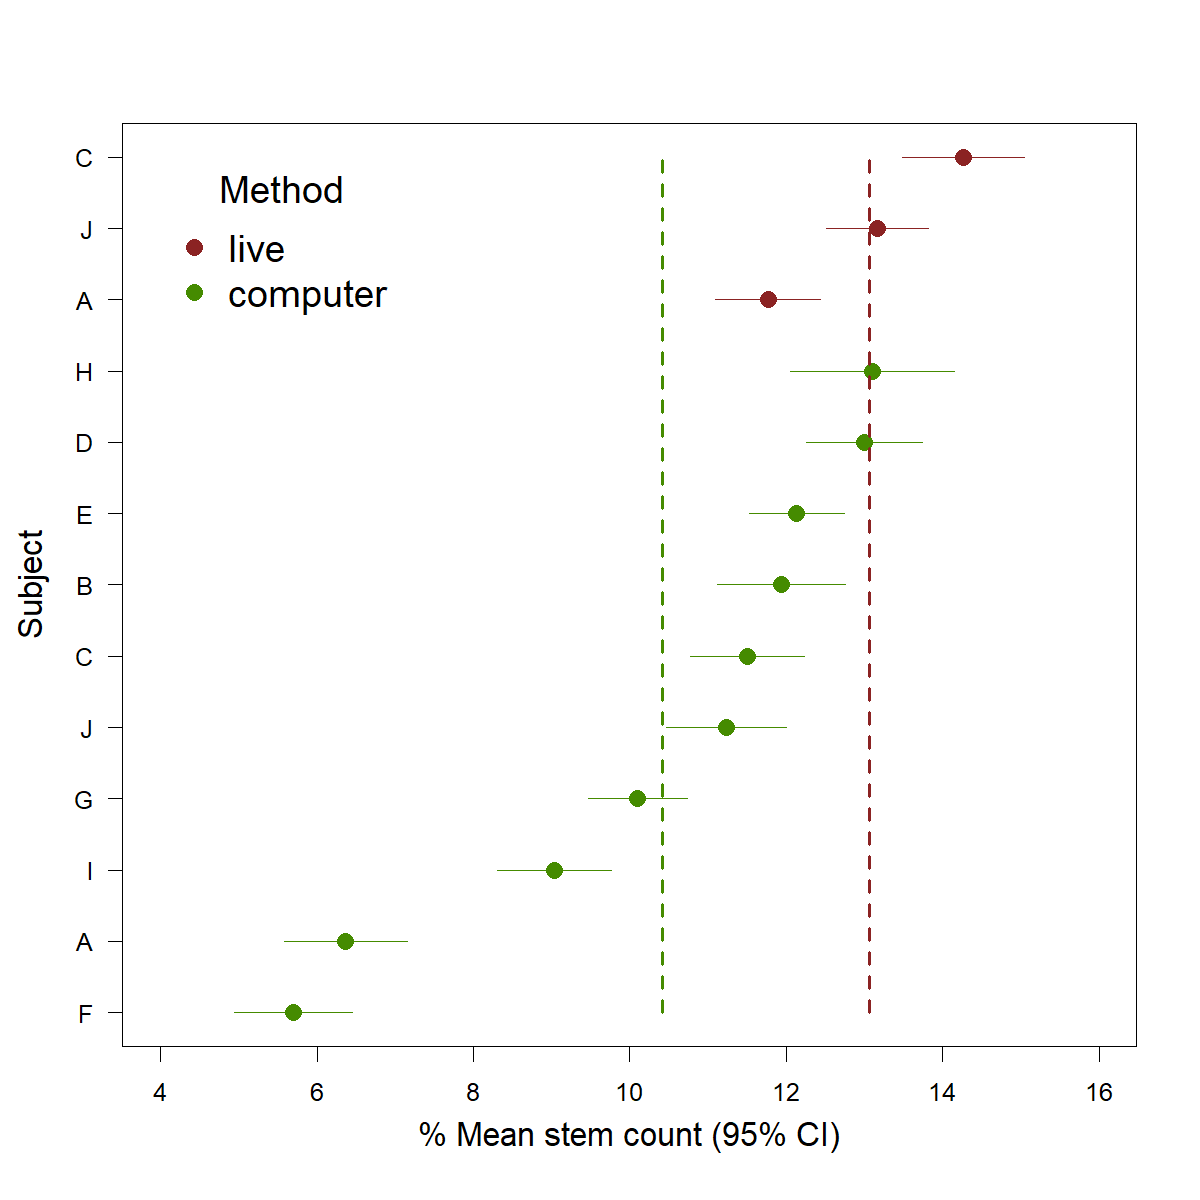 Method
live
computer
C
J
A
H
D
E
B
C
J
G
I
A
F
Subject
4 6 8 10 12 14 16
% Mean stem count (95% CI)